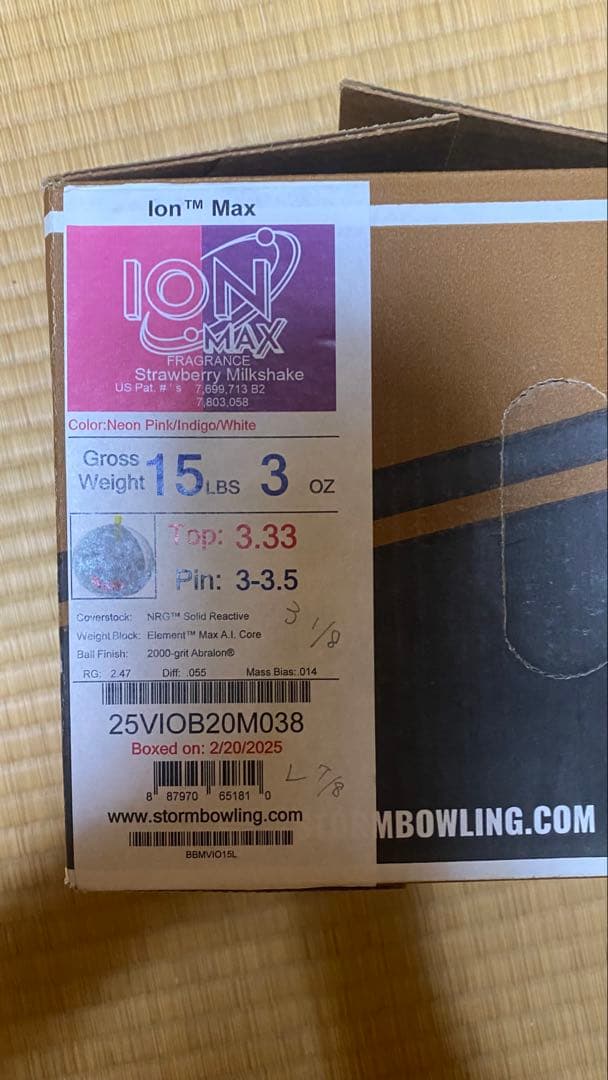 Ion™ Max
ION
MAX
FRAGRANCE
Strawberry Milkshake
US Pat. #'s 7,699,713 B2
7,803,058
Color:Neon Pink/Indigo/White
Gross Weight 15 LBS 3 OZ
Top: 3.33
Pin: 3-3.5
3 1/8
Coverstock: NRG™ Solid Reactive
Weight Block: Element™ Max A.I. Core
Ball Finish: 2000-grit Abralon®
RG: 2.47 Diff: .055 Mass Bias: .014
25VIOB20M038
Boxed on: 2/20/2025
L 7/8
8 87970 65181 0
www.stormbowling.com
BBMVIO15L
MBOWLING.COM